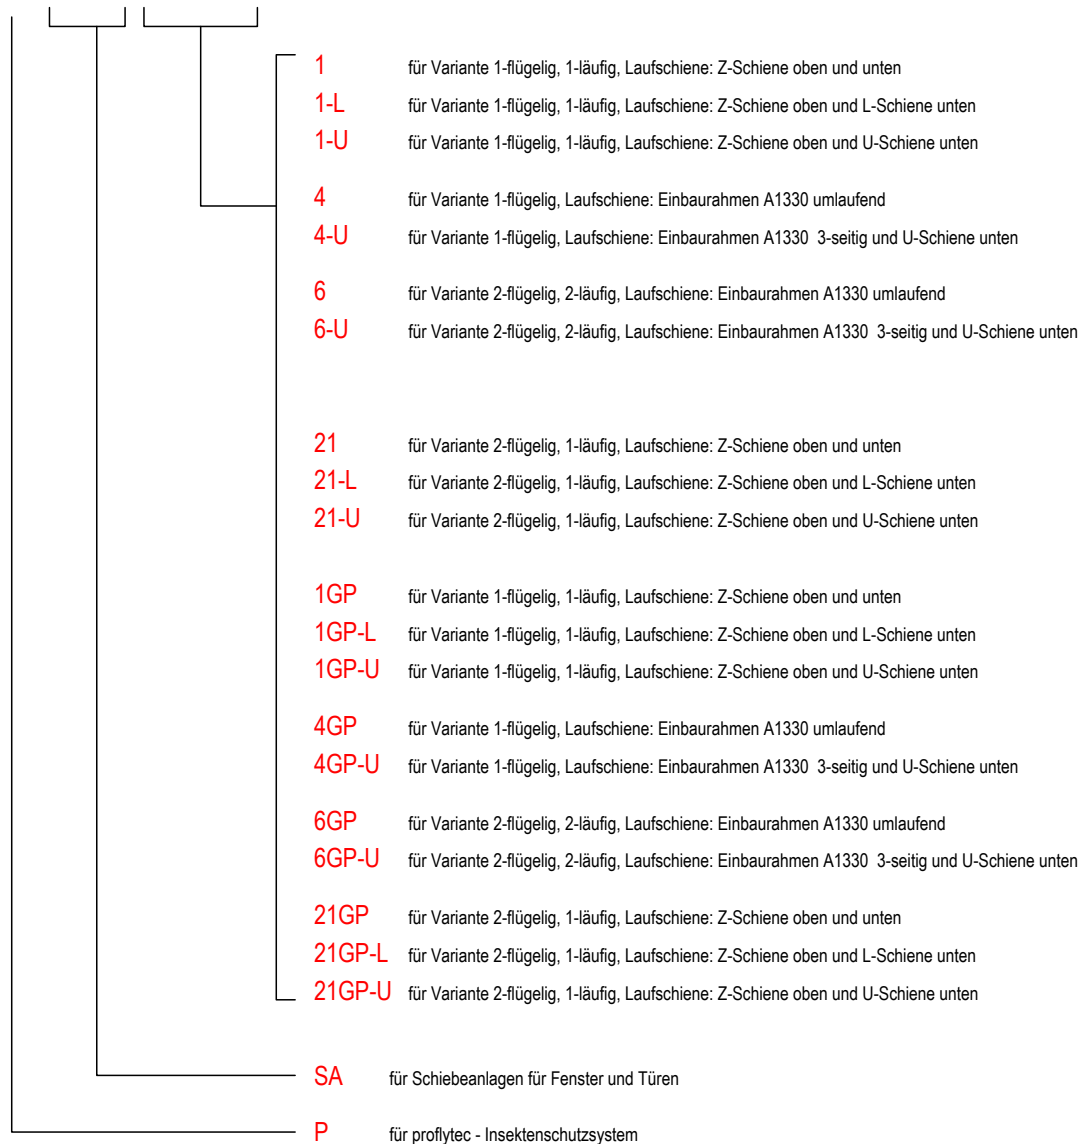 1 für Variante 1-flügelig, 1-läufig, Laufschiene: Z-Schiene oben und unten
1-L für Variante 1-flügelig, 1-läufig, Laufschiene: Z-Schiene oben und L-Schiene unten
1-U für Variante 1-flügelig, 1-läufig, Laufschiene: Z-Schiene oben und U-Schiene unten
4 für Variante 1-flügelig, Laufschiene: Einbaurahmen A1330 umlaufend
4-U für Variante 1-flügelig, Laufschiene: Einbaurahmen A1330 3-seitig und U-Schiene unten
6 für Variante 2-flügelig, 2-läufig, Laufschiene: Einbaurahmen A1330 umlaufend
6-U für Variante 2-flügelig, 2-läufig, Laufschiene: Einbaurahmen A1330 3-seitig und U-Schiene unten
21 für Variante 2-flügelig, 1-läufig, Laufschiene: Z-Schiene oben und unten
21-L für Variante 2-flügelig, 1-läufig, Laufschiene: Z-Schiene oben und L-Schiene unten
21-U für Variante 2-flügelig, 1-läufig, Laufschiene: Z-Schiene oben und U-Schiene unten
1GP für Variante 1-flügelig, 1-läufig, Laufschiene: Z-Schiene oben und unten
1GP-L für Variante 1-flügelig, 1-läufig, Laufschiene: Z-Schiene oben und L-Schiene unten
1GP-U für Variante 1-flügelig, 1-läufig, Laufschiene: Z-Schiene oben und U-Schiene unten
4GP für Variante 1-flügelig, Laufschiene: Einbaurahmen A1330 umlaufend
4GP-U für Variante 1-flügelig, Laufschiene: Einbaurahmen A1330 3-seitig und U-Schiene unten
6GP für Variante 2-flügelig, 2-läufig, Laufschiene: Einbaurahmen A1330 umlaufend
6GP-U für Variante 2-flügelig, 2-läufig, Laufschiene: Einbaurahmen A1330 3-seitig und U-Schiene unten
21GP für Variante 2-flügelig, 1-läufig, Laufschiene: Z-Schiene oben und unten
21GP-L für Variante 2-flügelig, 1-läufig, Laufschiene: Z-Schiene oben und L-Schiene unten
21GP-U für Variante 2-flügelig, 1-läufig, Laufschiene: Z-Schiene oben und U-Schiene unten
SA für Schiebeanlagen für Fenster und Türen
P für proflytec - Insektenschutzsystem